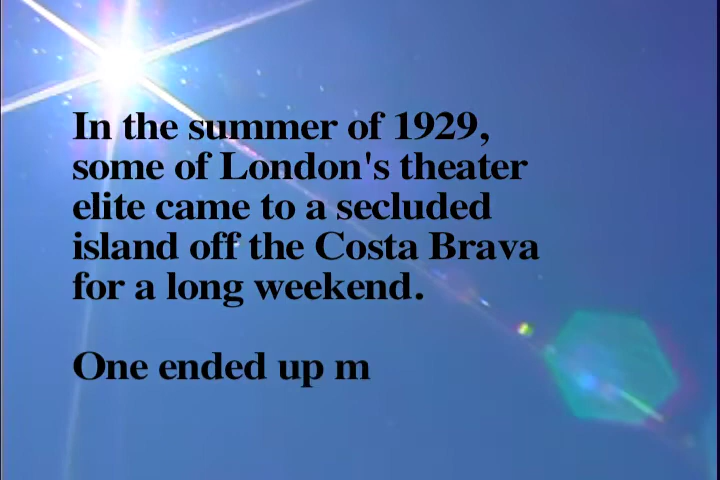 In the summer of 1929,
some of London's theater
elite came to a secluded
island off the Costa Brava
for a long weekend.
One ended up m